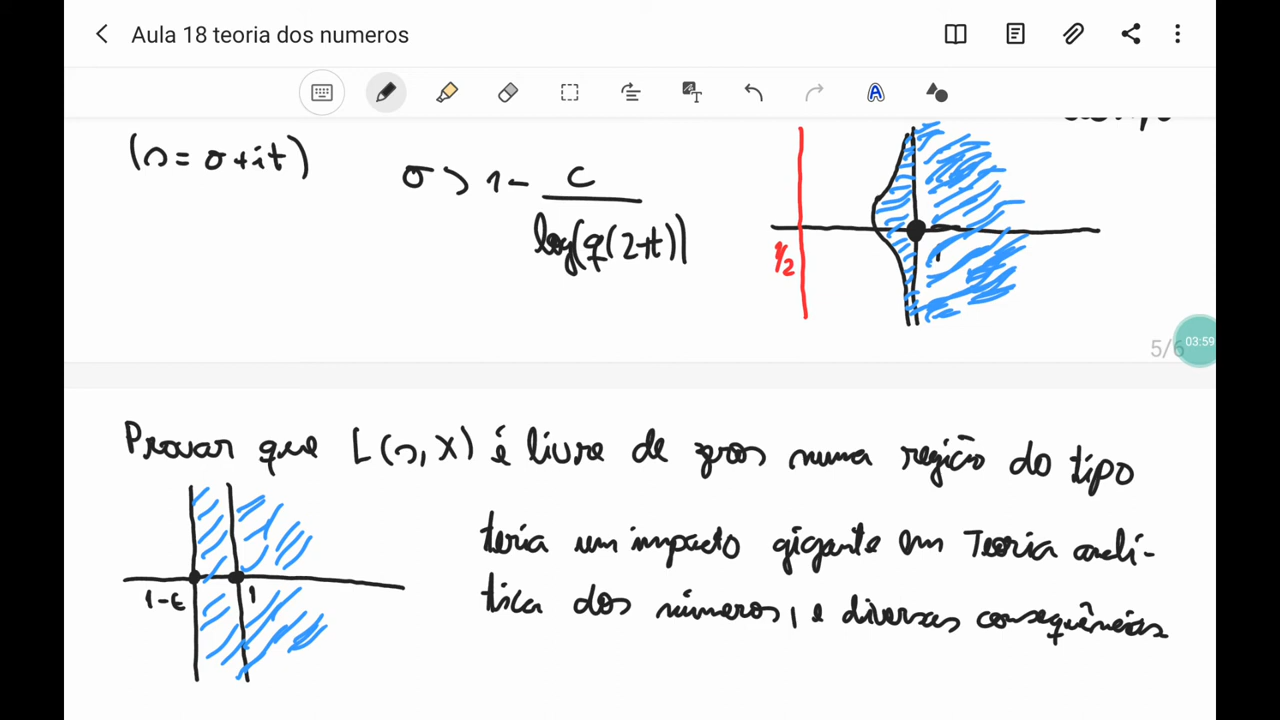 Aula 18 teoria dos numeros
(s = σ+it)
σ > 1 - c / log(q(2+t))
1/2
1
5/6
03:59
Provar que L(s, χ) é livre de zeros numa região do tipo
teria um impacto gigante em Teoria analí-
tica dos números, e diversas consequências
1-ε
1